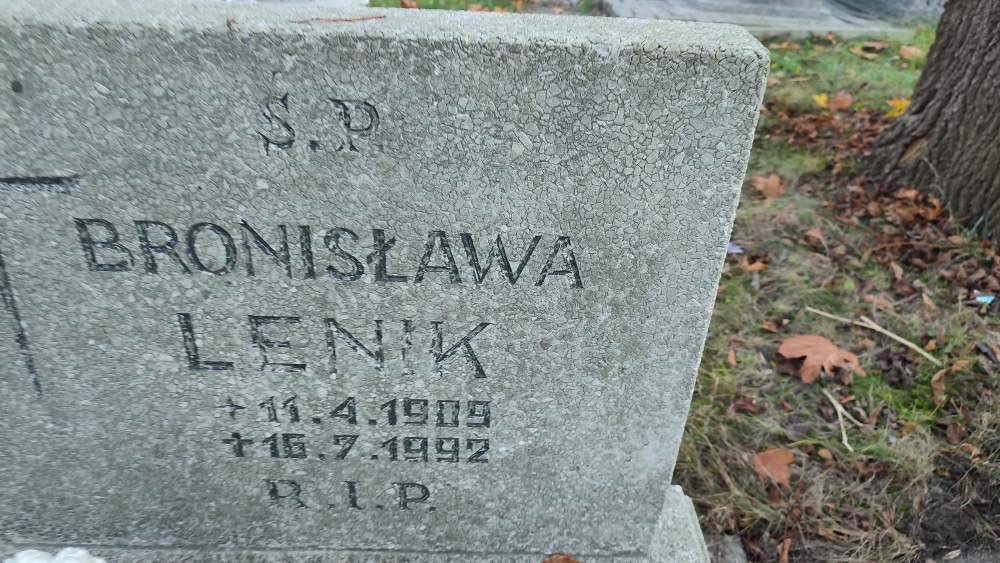 Ś.P.
BRONISŁAWA
LENIK
* 11.4.1909
+ 16.7.1992
R.I.P.